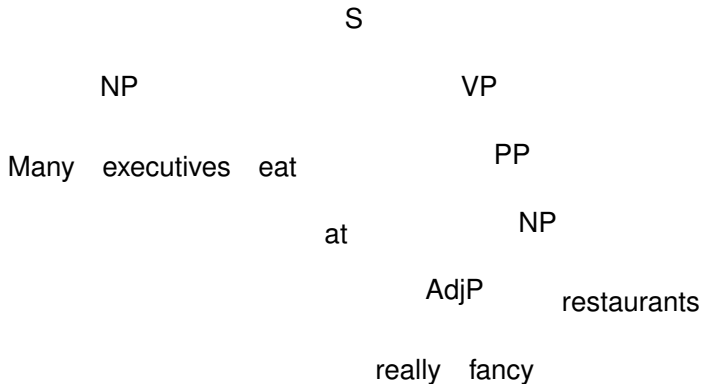 S
NP VP
Many executives eat PP
at NP
AdjP restaurants
really fancy